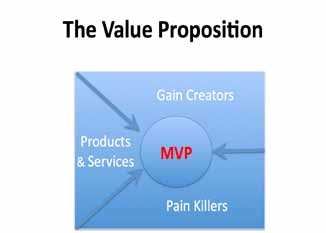 The Value Proposition
Gain Creators
Products
& Services
MVP
Pain Killers